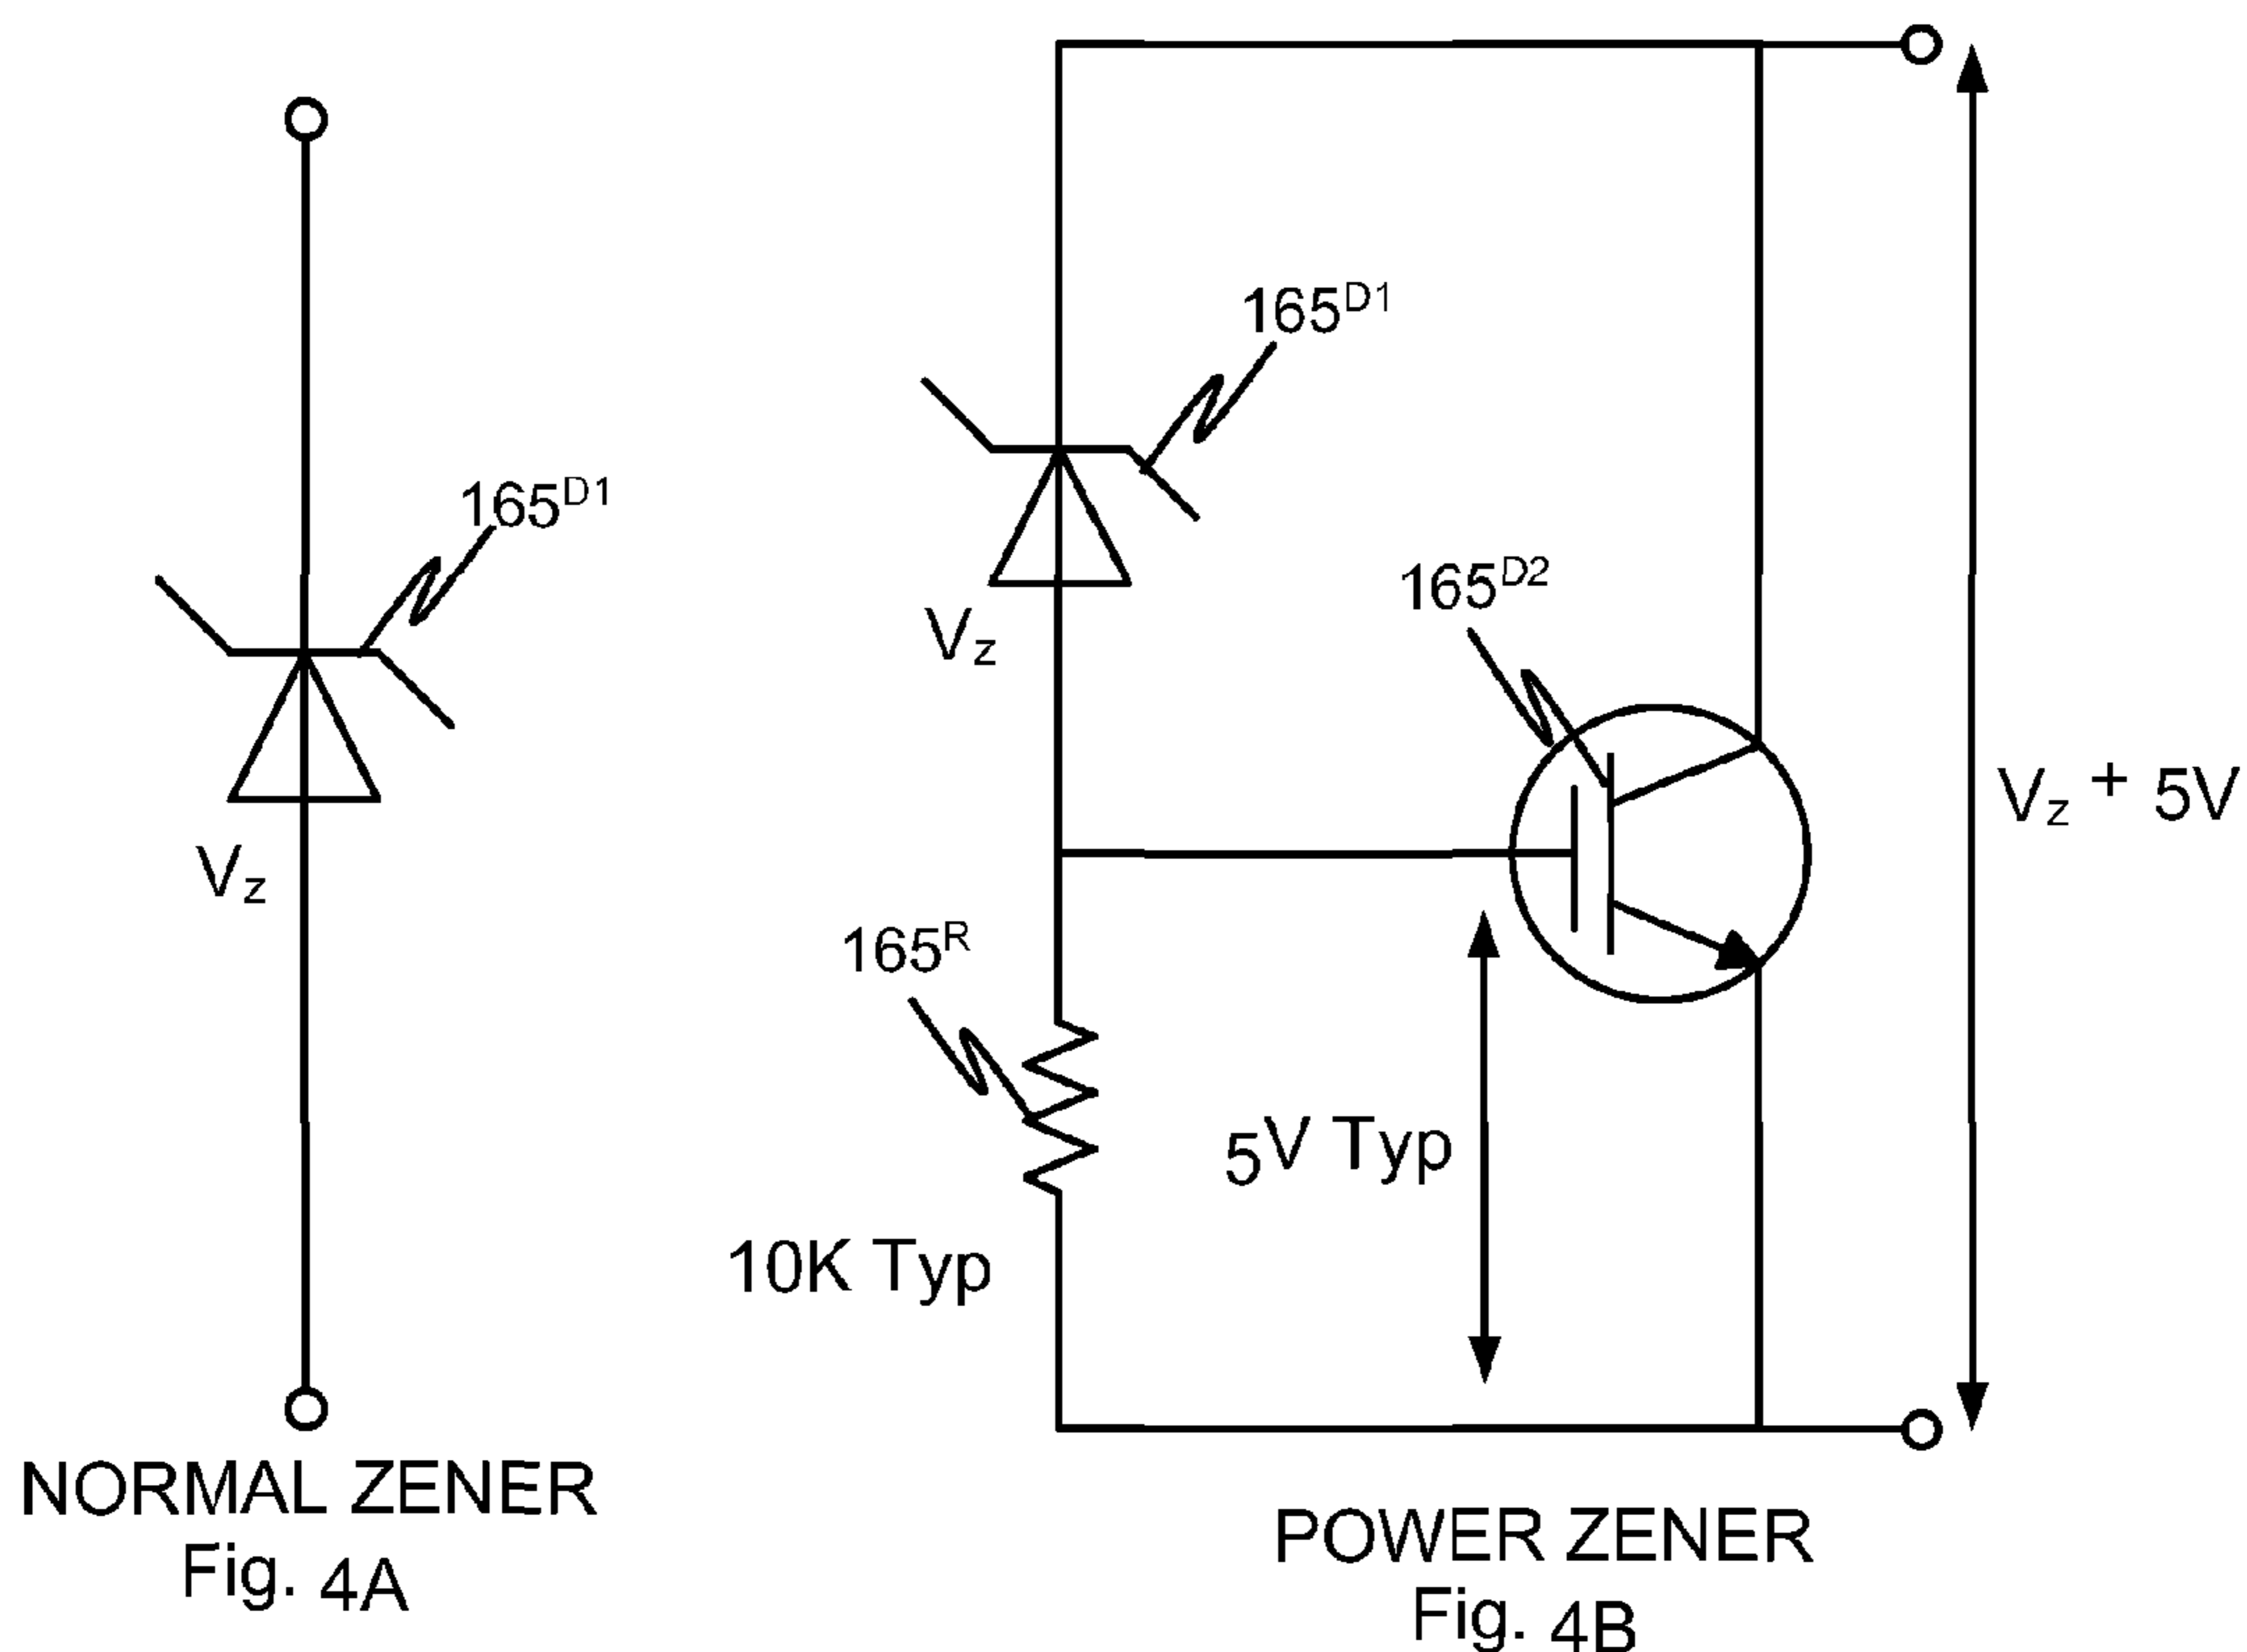 165D1
Vz
NORMAL ZENER
Fig. 4A
165D1
Vz
165D2
165R
10K Typ
5V Typ
Vz + 5V
POWER ZENER
Fig. 4B